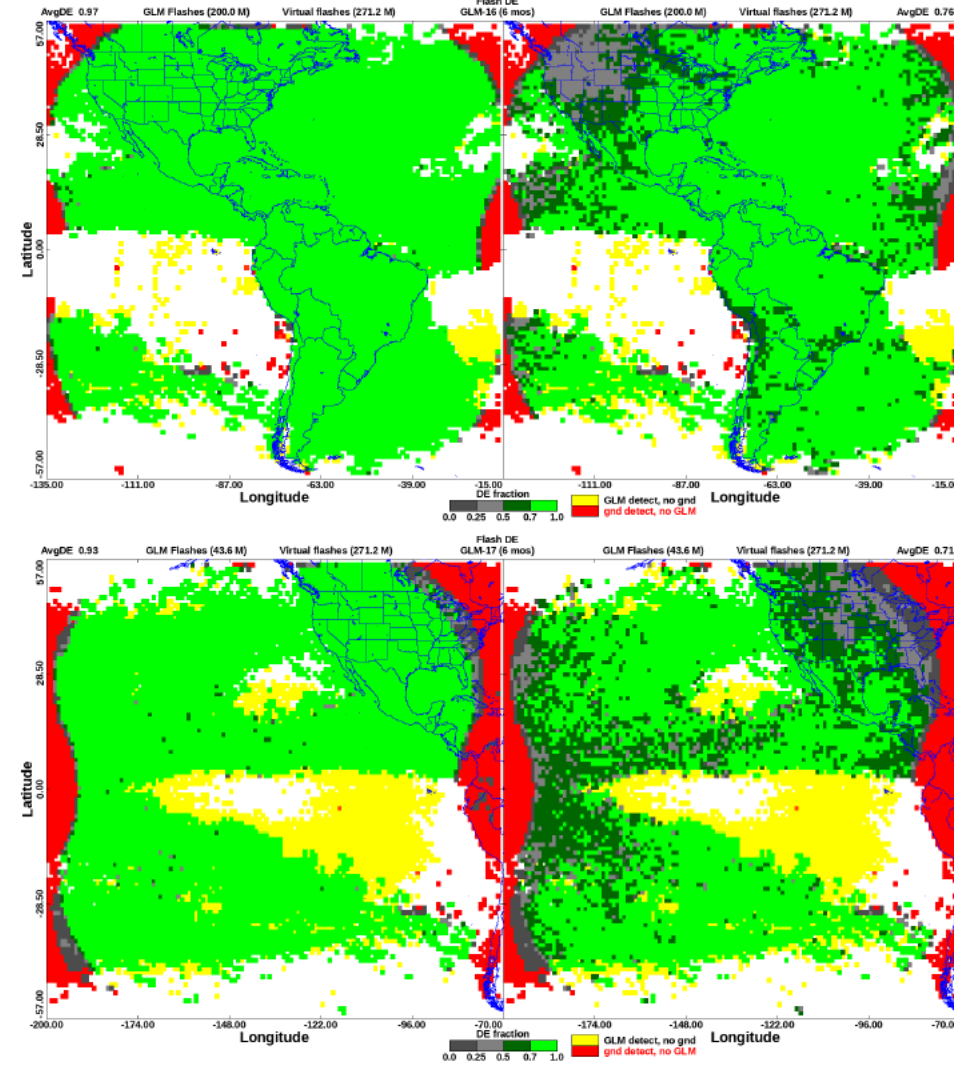 Flash DE
AvgDE 0.97 GLM Flashes (200.0 M) Virtual flashes (271.2 M) GLM-16 (6 mos) GLM Flashes (200.0 M) Virtual flashes (271.2 M) AvgDE 0.76
57.00
28.50
0.00
-28.50
-57.00
Latitude
-135.00 -111.00 -87.00 -63.00 -39.00 -15.00 -111.00 -87.00 -63.00 -39.00 -15.0
Longitude DE fraction Longitude
0.0 0.25 0.5 0.7 1.0
GLM detect, no gnd
gnd detect, no GLM
Flash DE
AvgDE 0.93 GLM Flashes (43.6 M) Virtual flashes (271.2 M) GLM-17 (6 mos) GLM Flashes (43.6 M) Virtual flashes (271.2 M) AvgDE 0.71
57.00
28.50
0.00
-28.50
-57.00
Latitude
-200.00 -174.00 -148.00 -122.00 -96.00 -70.00 -174.00 -148.00 -122.00 -96.00 -70.0
Longitude DE fraction Longitude
0.0 0.25 0.5 0.7 1.0
GLM detect, no gnd
gnd detect, no GLM